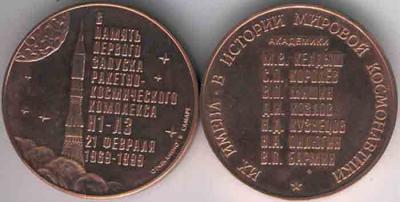 В
ПАМЯТЬ
ПЕРВОГО
ЗАПУСКА
РАКЕТНО-
КОСМИЧЕСКОГО
КОМПЛЕКСА
Н1-Л3
21 ФЕВРАЛЯ
1969-1999
ИХ ИМЕНА - В ИСТОРИИ МИРОВОЙ КОСМОНАВТИКИ
АКАДЕМИКИ
М.В. КЕЛДЫШ
С.П. КОРОЛЕВ
В.П. МИШИН
Д.И. КОЗЛОВ
Н.Д. КУЗНЕЦОВ
Н.А. ПИЛЮГИН
В.П. БАРМИН